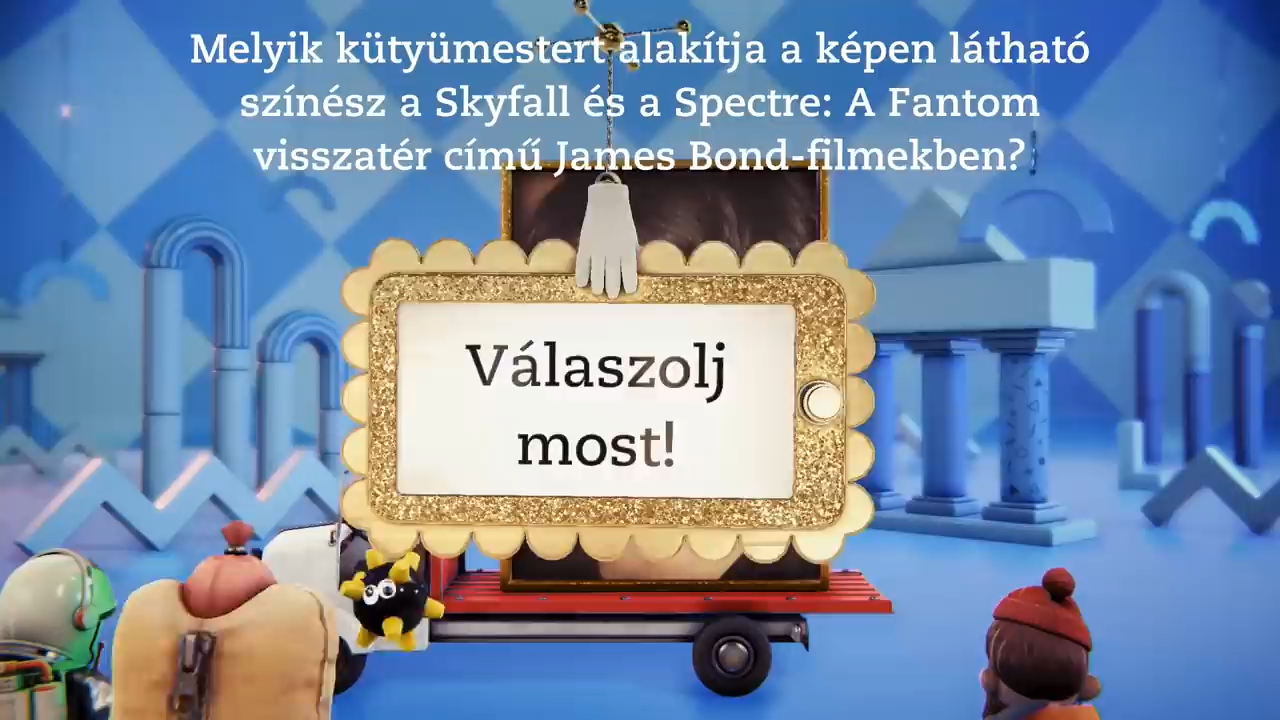 Melyik kütyümestert alakítja a képen látható
színész a Skyfall és a Spectre: A Fantom
visszatér című James Bond-filmekben?
Válaszolj
most!